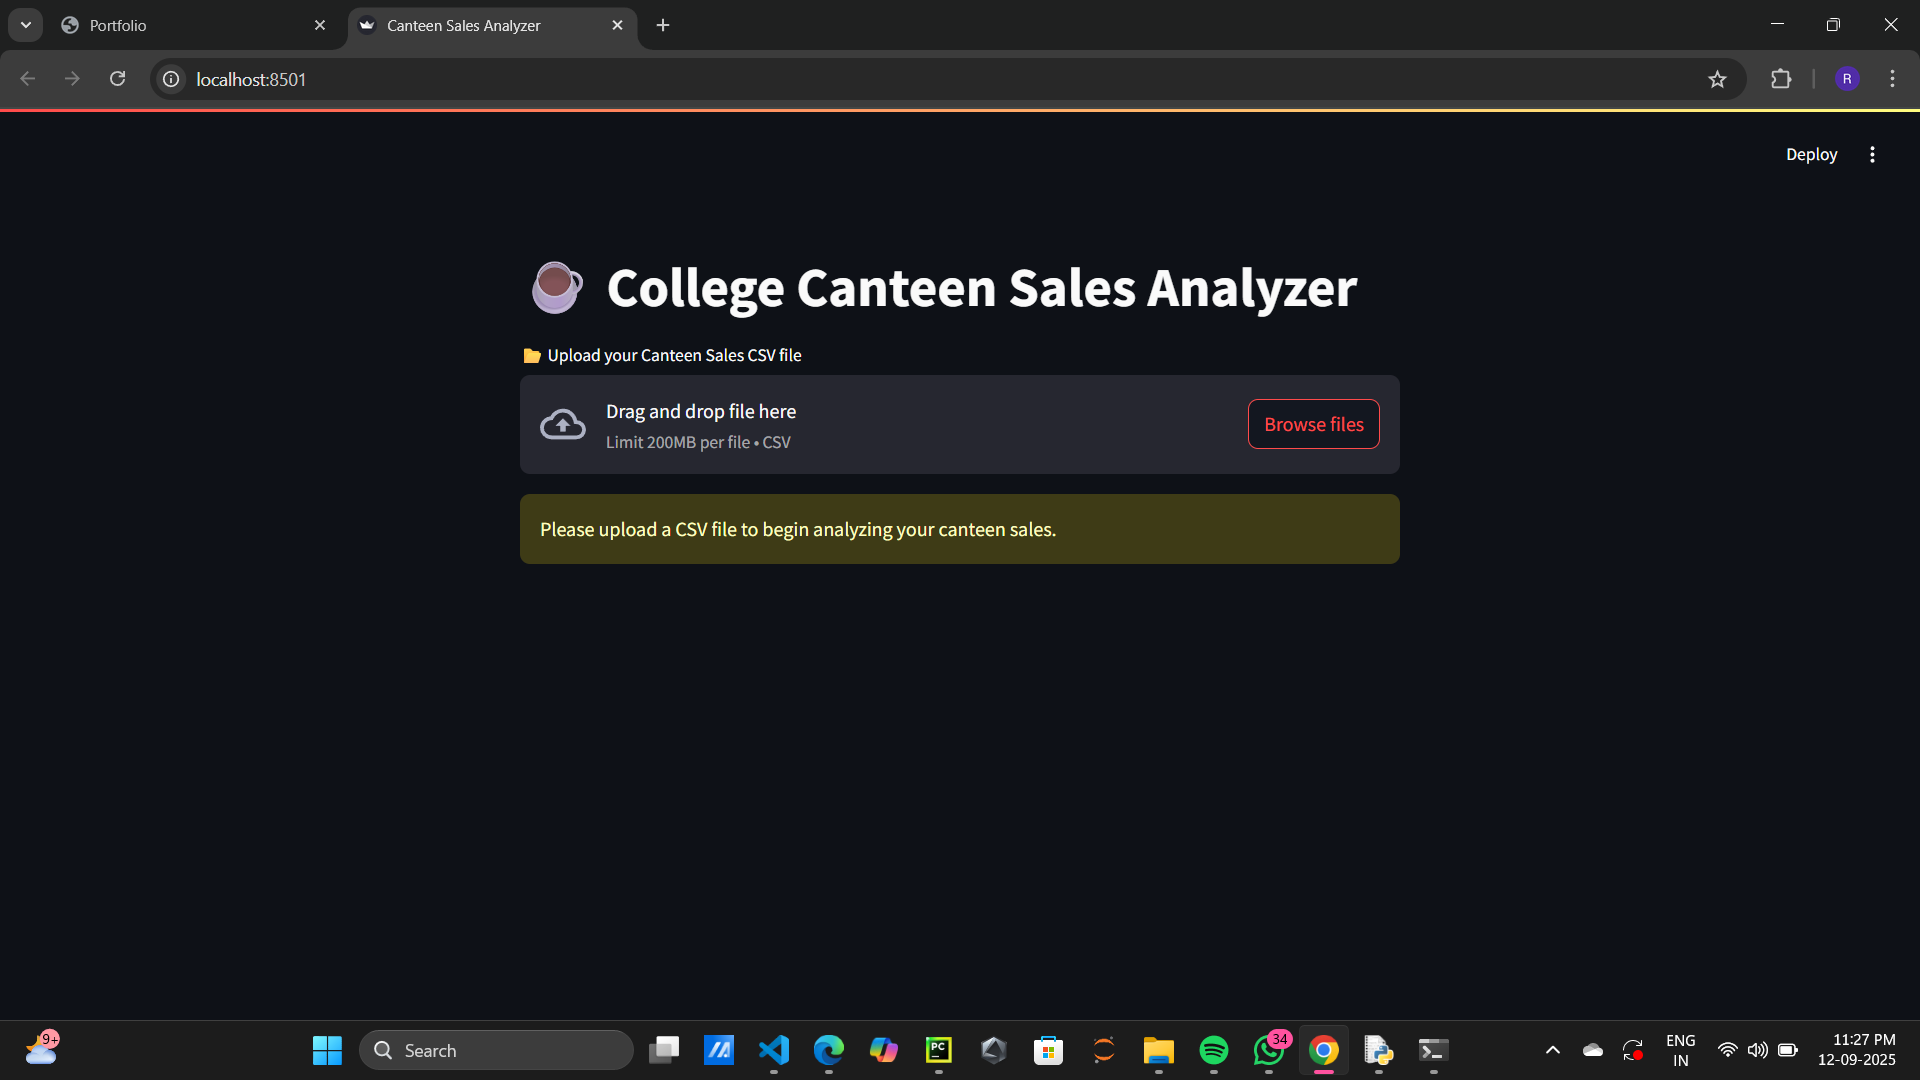 Portfolio
Canteen Sales Analyzer
localhost:8501
R
Deploy
College Canteen Sales Analyzer
Upload your Canteen Sales CSV file
Drag and drop file here
Limit 200MB per file • CSV
Browse files
Please upload a CSV file to begin analyzing your canteen sales.
9+
Search
PC
34
ENG
IN
11:27 PM
12-09-2025